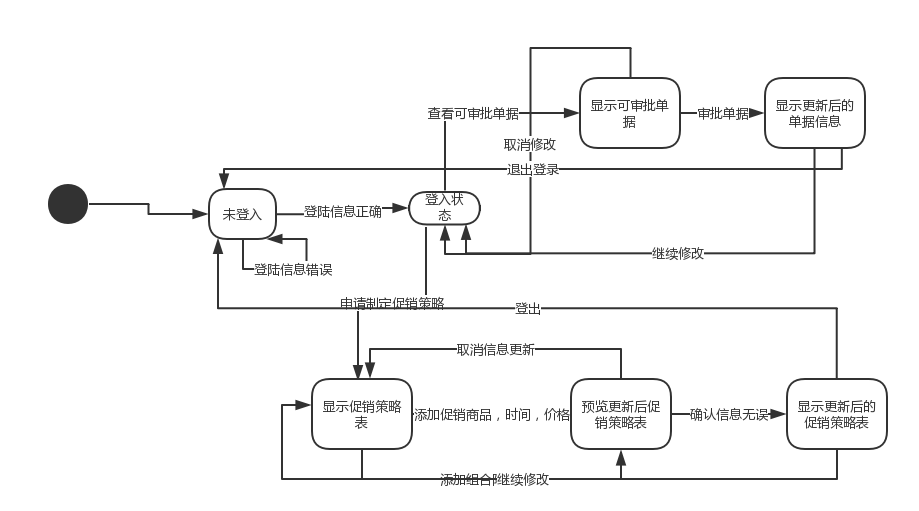 查看可审批单据
显示可审批单
据
审批单据
显示更新后的
单据信息
取消修改
退出登录
未登入
登陆信息正确
登入状
态
继续修改
登陆信息错误
申请制定促销策略
登出
取消信息更新
显示促销策略
表
添加促销商品，时间，价格
预览更新后促
销策略表
确认信息无误
显示更新后的
促销策略表
添加组合
继续修改